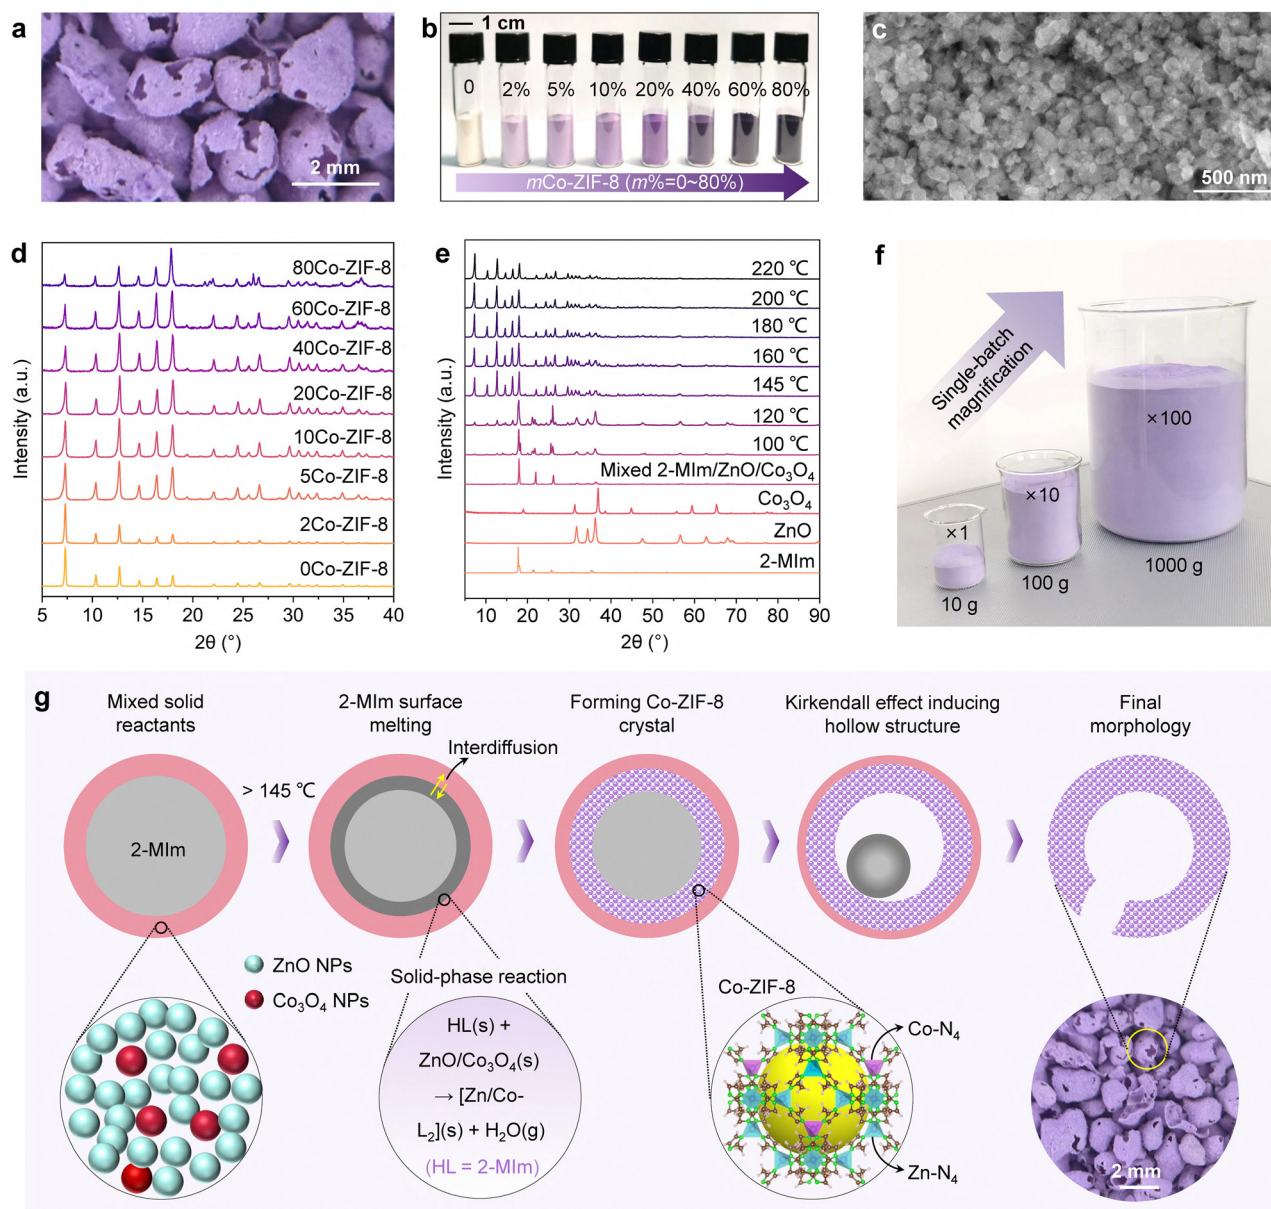 a
2 mm
b
1 cm
0
2%
5%
10%
20%
40%
60%
80%
mCo-ZIF-8 (m%=0~80%)
c
500 nm
d
80Co-ZIF-8
60Co-ZIF-8
40Co-ZIF-8
20Co-ZIF-8
10Co-ZIF-8
5Co-ZIF-8
2Co-ZIF-8
0Co-ZIF-8
Intensity (a.u.)
5 10 15 20 25 30 35 40
2θ (°)
e
220 ℃
200 ℃
180 ℃
160 ℃
145 ℃
120 ℃
100 ℃
Mixed 2-MIm/ZnO/Co₃O₄
Co₃O₄
ZnO
2-MIm
Intensity (a.u.)
10 20 30 40 50 60 70 80 90
2θ (°)
f
Single-batch
magnification
×1
×10
×100
10 g
100 g
1000 g
g
Mixed solid
reactants
2-MIm
> 145 ℃
2-MIm surface
melting
Interdiffusion
Forming Co-ZIF-8
crystal
Kirkendall effect inducing
hollow structure
Final
morphology
ZnO NPs
Co₃O₄ NPs
Solid-phase reaction
HL(s) +
ZnO/Co₃O₄(s)
→ [Zn/Co-
L₂](s) + H₂O(g)
(HL = 2-MIm)
Co-ZIF-8
Co-N₄
Zn-N₄
2 mm